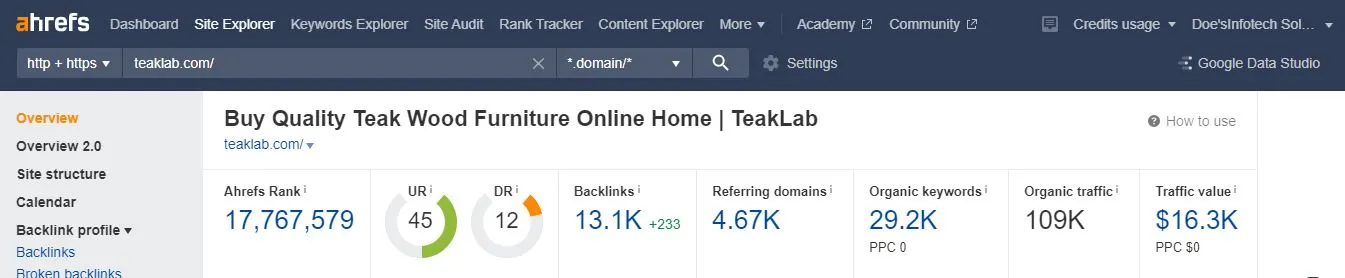 ahrefs Dashboard Site Explorer Keywords Explorer Site Audit Rank Tracker Content Explorer More Academy Community Credits usage Doe'sInfotech Sol...
http + https teaklab.com/ *.domain/* Settings Google Data Studio
Overview
Overview 2.0
Site structure
Calendar
Backlink profile
Backlinks
Broken backlinks
Buy Quality Teak Wood Furniture Online Home | TeakLab
How to use
teaklab.com/
Ahrefs Rank i
17,767,579
UR i
45
DR i
12
Backlinks i
13.1K +233
Referring domains i
4.67K
Organic keywords i
29.2K
PPC 0
Organic traffic i
109K
Traffic value i
$16.3K
PPC $0